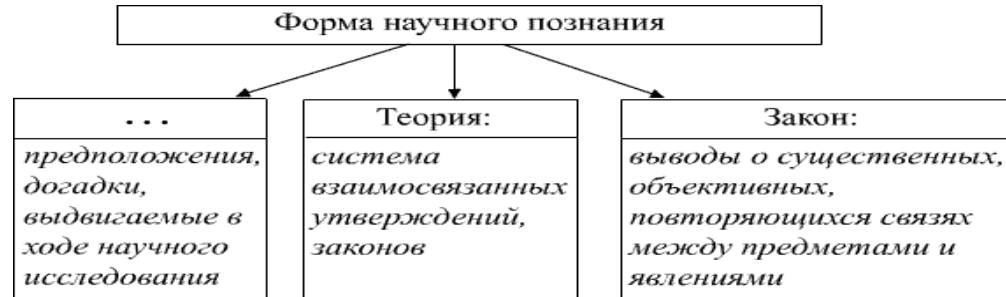 Форма научного познания
. . .
предположения,
догадки,
выдвигаемые в
ходе научного
исследования
Теория:
система
взаимосвязанных
утверждений,
законов
Закон:
выводы о существенных,
объективных,
повторяющихся связях
между предметами и
явлениями